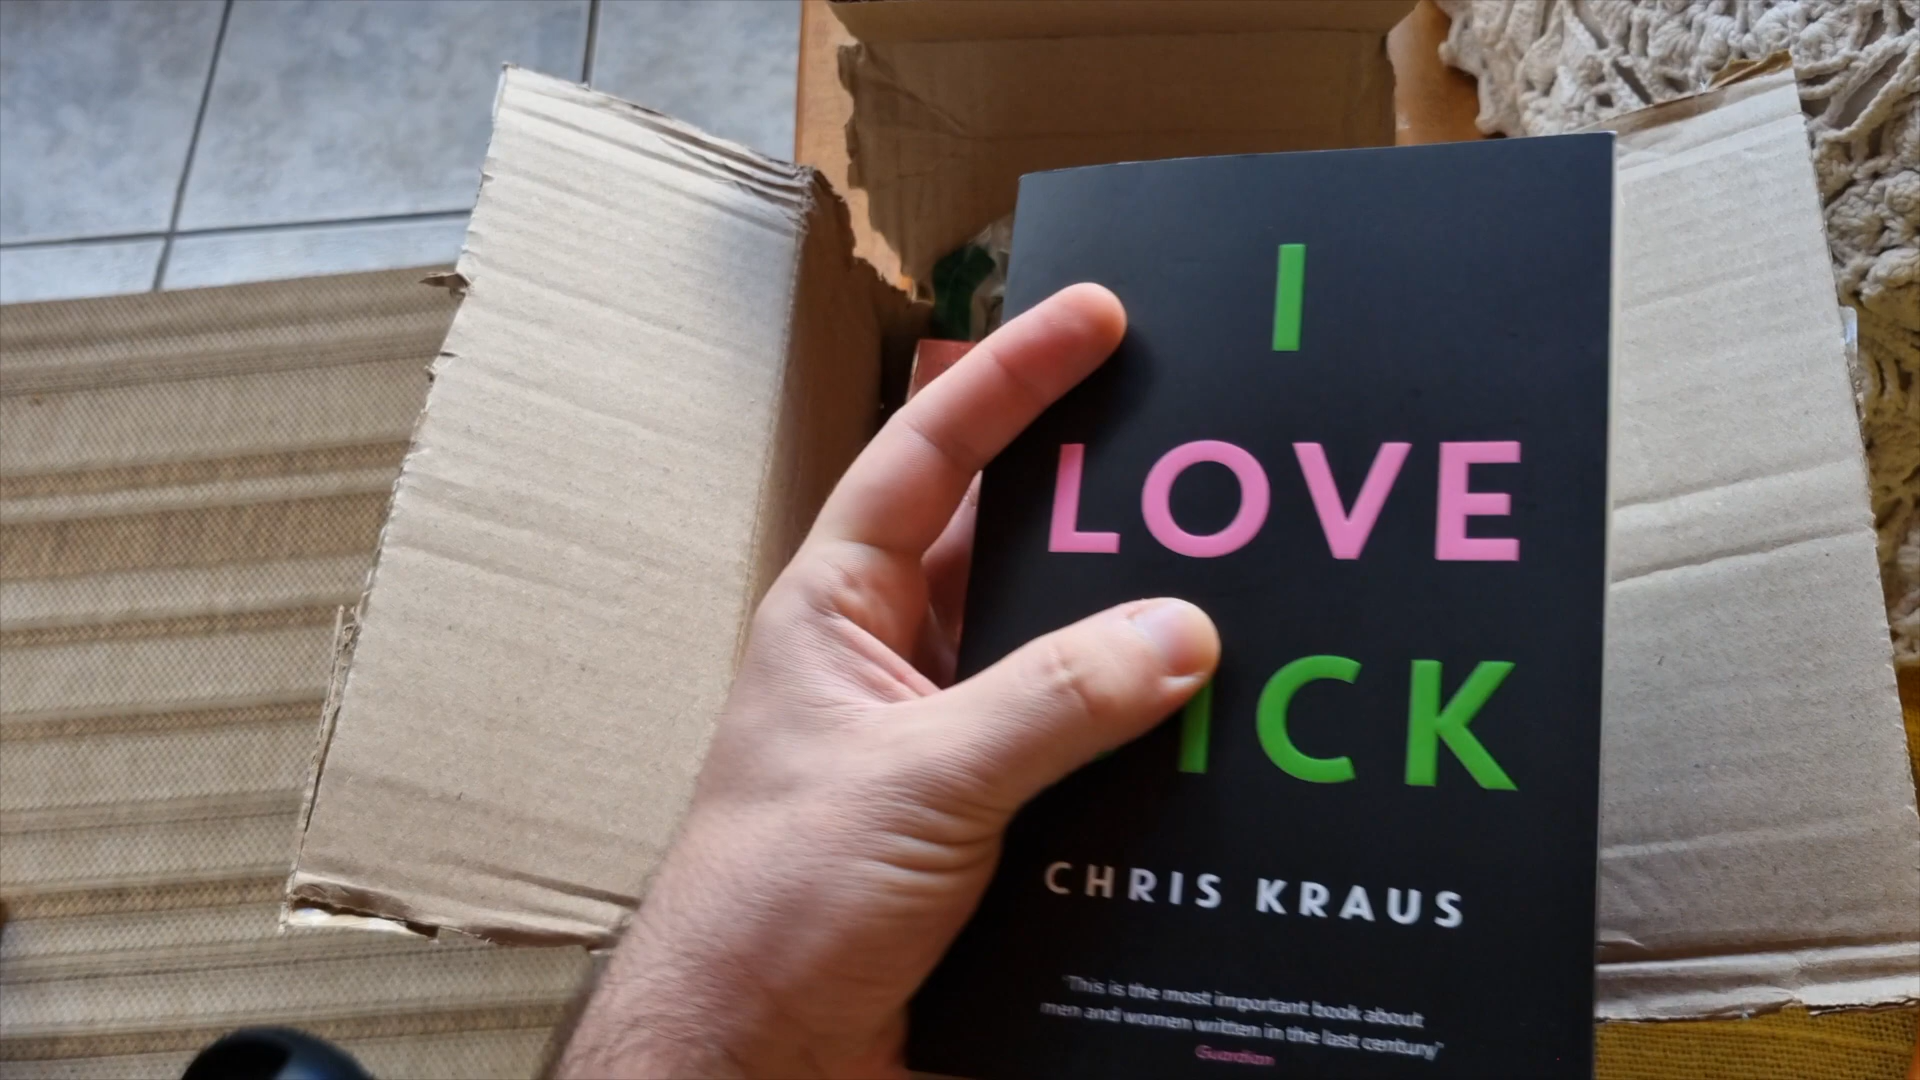 I
LOVE
ICK
CHRIS KRAUS
"This is the most important book about
men and women written in the last century"
Guardian